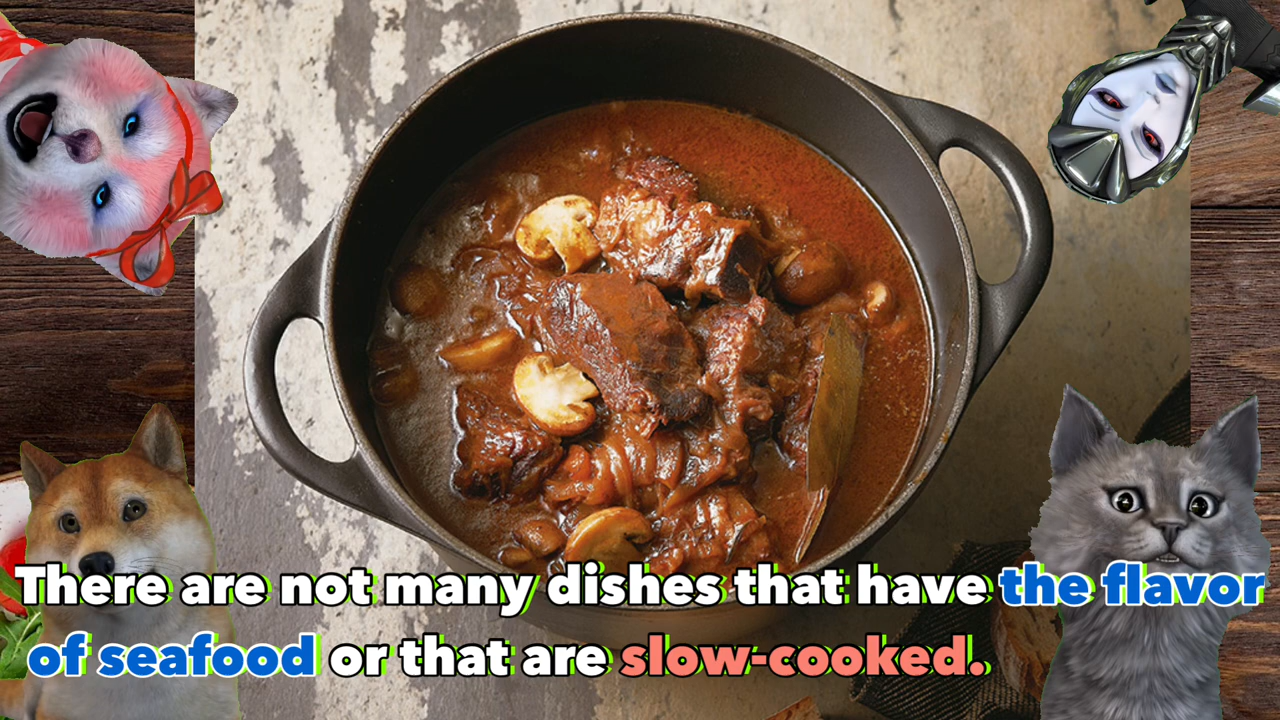 There are not many dishes that have the flavor
of seafood or that are slow-cooked.